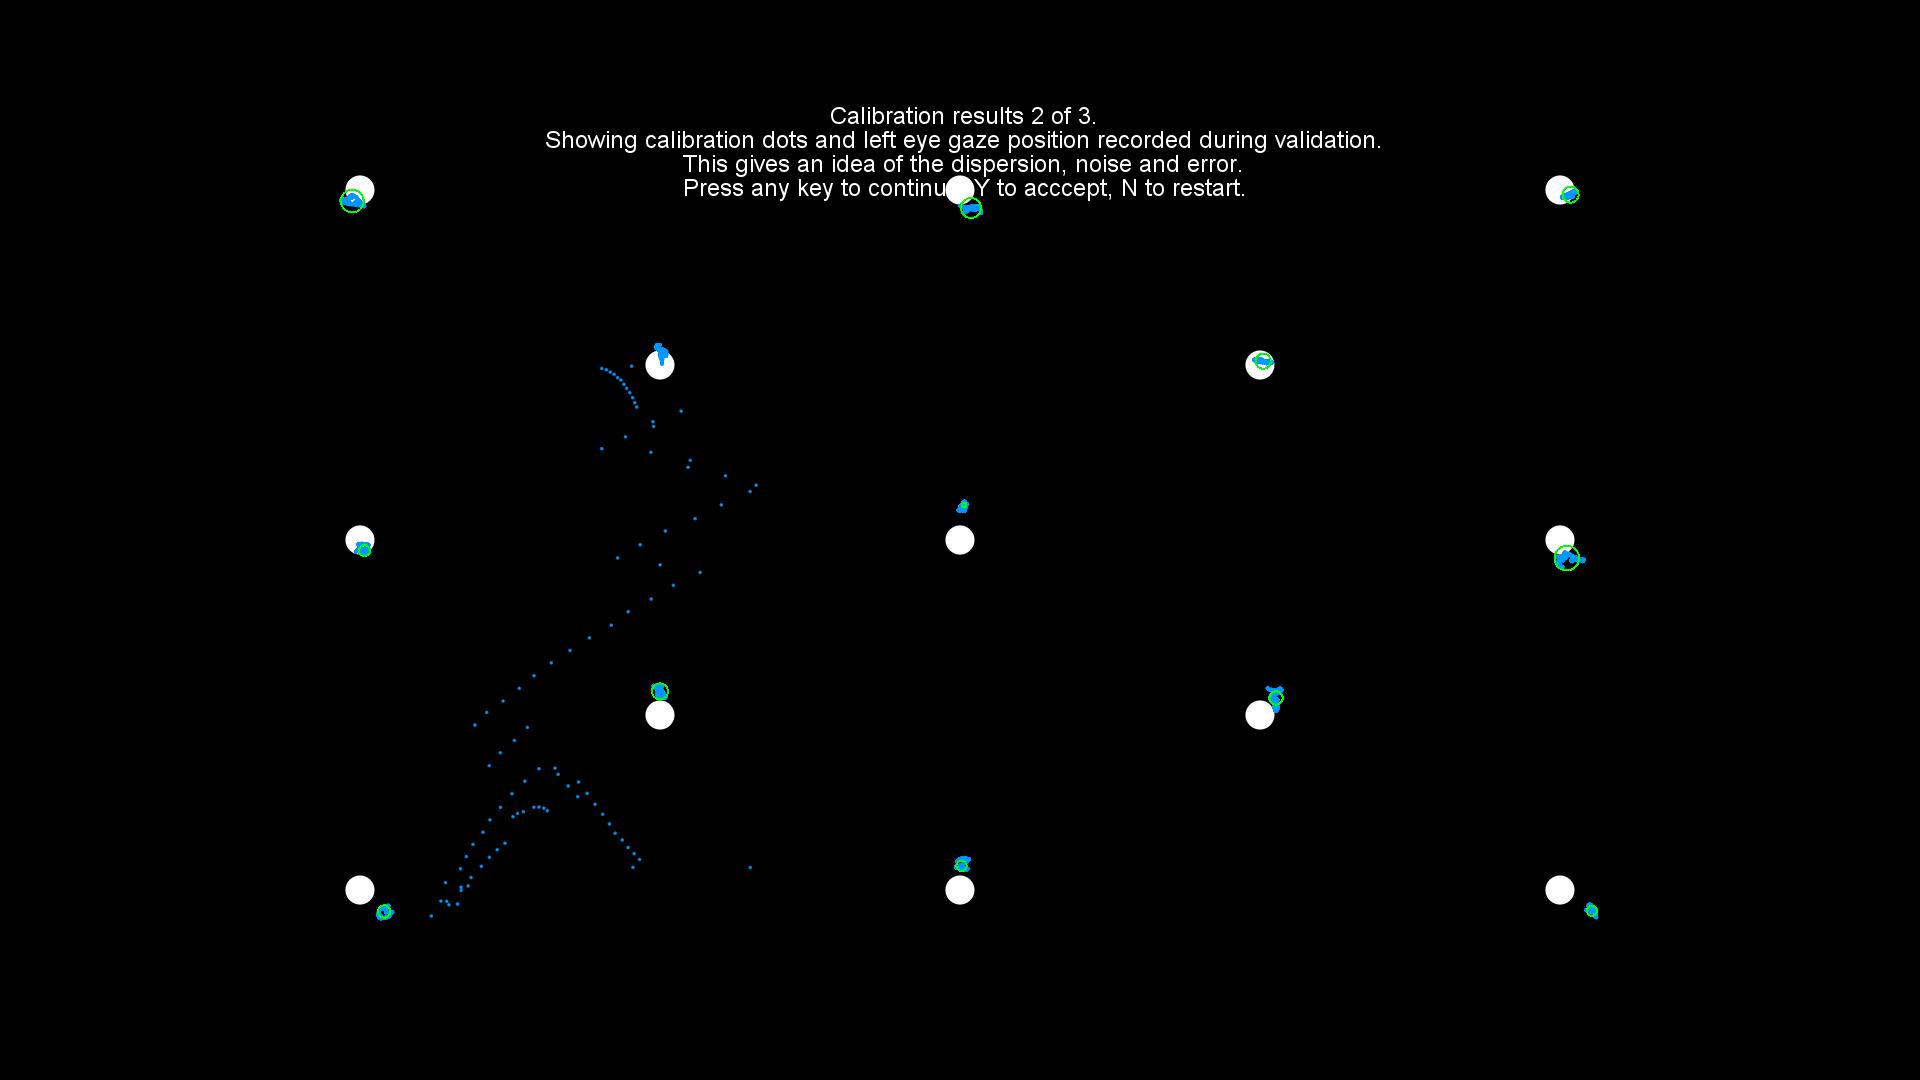 Calibration results 2 of 3.
Showing calibration dots and left eye gaze position recorded during validation.
This gives an idea of the dispersion, noise and error.
Press any key to continu Y to acccept, N to restart.